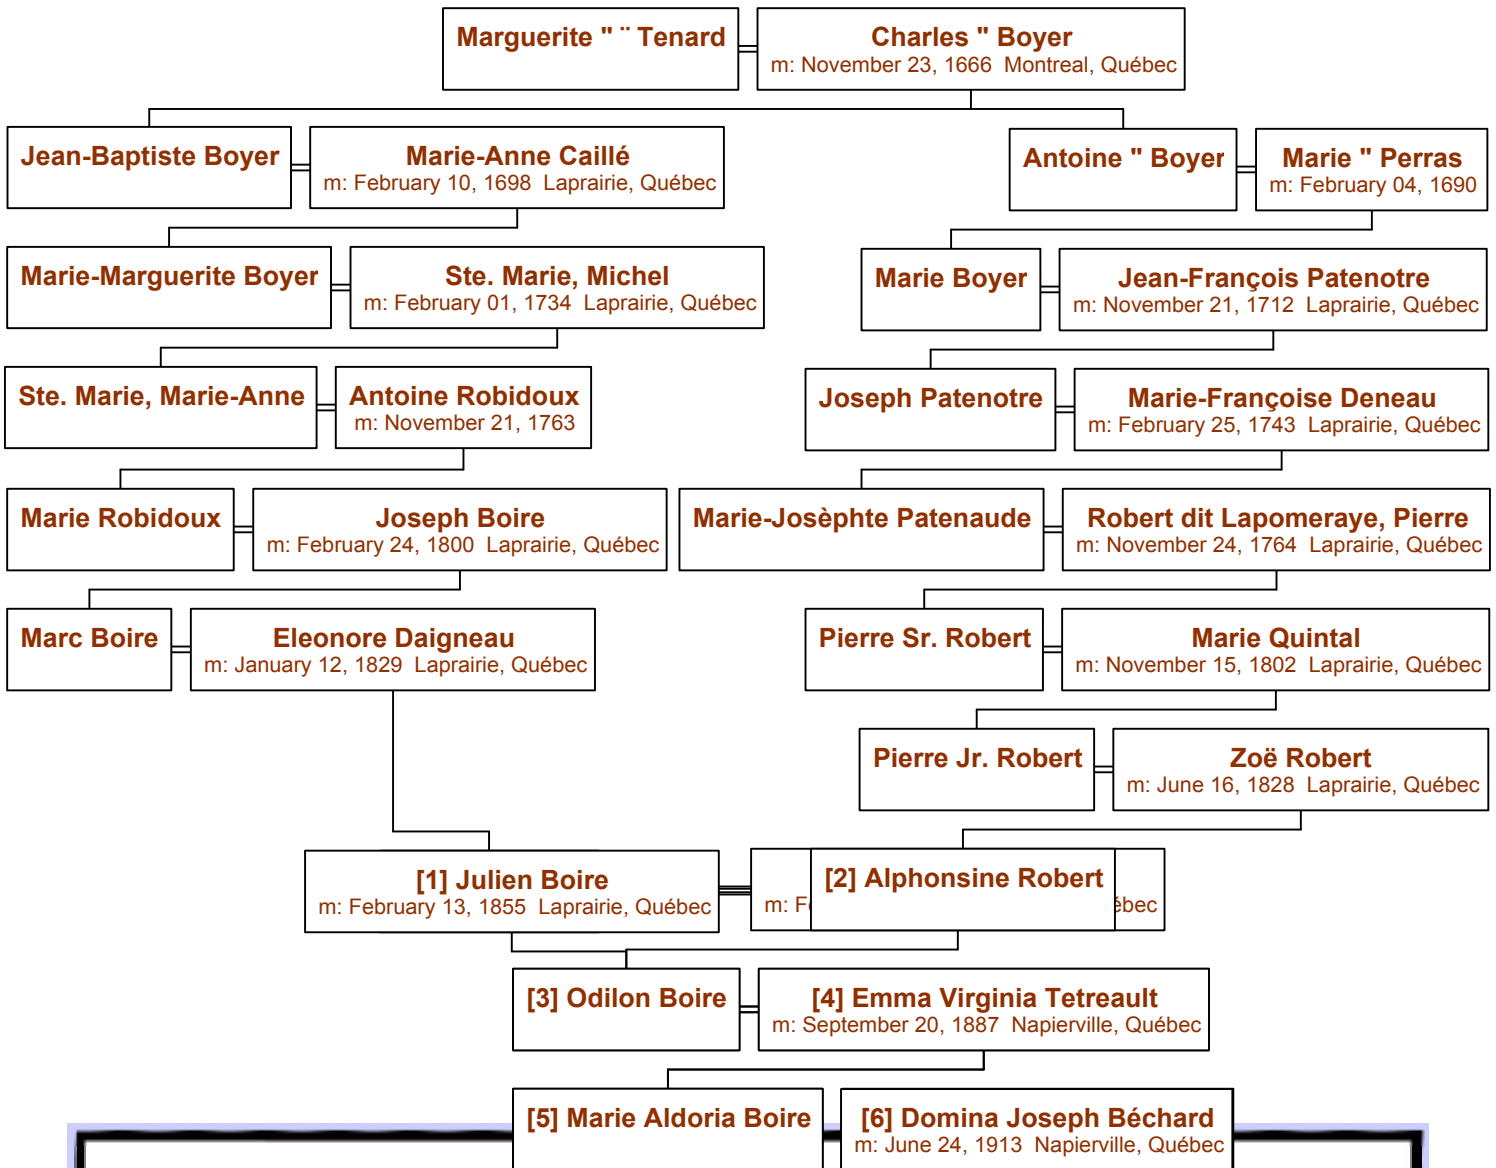 Marguerite " ¨ Tenard
Charles " Boyer
m: November 23, 1666 Montreal, Québec
Jean-Baptiste Boyer
Marie-Anne Caillé
m: February 10, 1698 Laprairie, Québec
Antoine " Boyer
Marie " Perras
m: February 04, 1690
Marie-Marguerite Boyer
Ste. Marie, Michel
m: February 01, 1734 Laprairie, Québec
Marie Boyer
Jean-François Patenotre
m: November 21, 1712 Laprairie, Québec
Ste. Marie, Marie-Anne
Antoine Robidoux
m: November 21, 1763
Joseph Patenotre
Marie-Françoise Deneau
m: February 25, 1743 Laprairie, Québec
Marie Robidoux
Joseph Boire
m: February 24, 1800 Laprairie, Québec
Marie-Josèphte Patenaude
Robert dit Lapomeraye, Pierre
m: November 24, 1764 Laprairie, Québec
Marc Boire
Eleonore Daigneau
m: January 12, 1829 Laprairie, Québec
Pierre Sr. Robert
Marie Quintal
m: November 15, 1802 Laprairie, Québec
Pierre Jr. Robert
Zoë Robert
m: June 16, 1828 Laprairie, Québec
[1] Julien Boire
m: February 13, 1855 Laprairie, Québec
[2] Alphonsine Robert
m:
[3] Odilon Boire
[4] Emma Virginia Tetreault
m: September 20, 1887 Napierville, Québec
[5] Marie Aldoria Boire
[6] Domina Joseph Béchard
m: June 24, 1913 Napierville, Québec